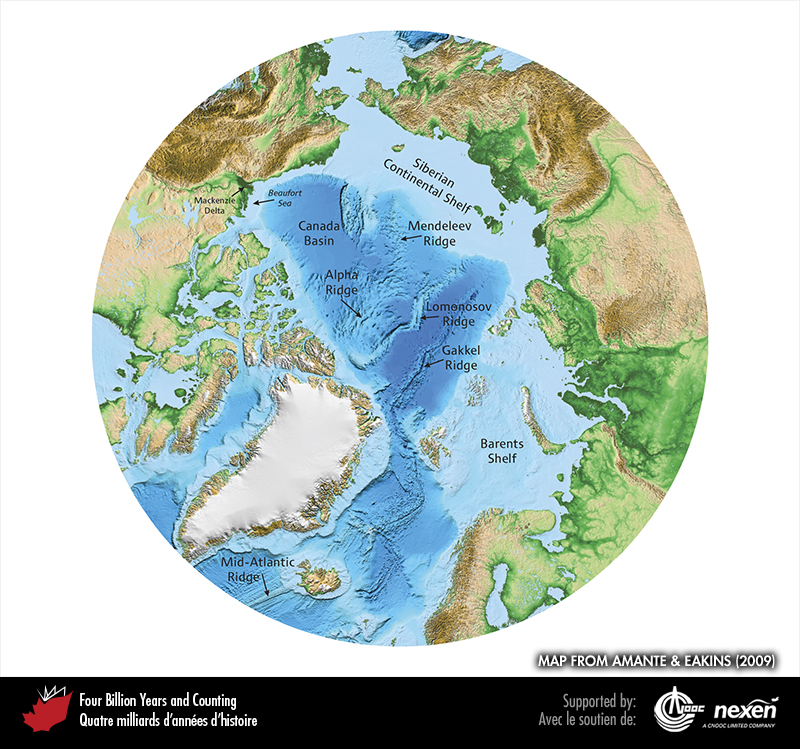 Siberian
Continental Shelf
Mackenzie
Delta
Beaufort
Sea
Canada
Basin
Mendeleev
Ridge
Alpha
Ridge
Lomonosov
Ridge
Gakkel
Ridge
Barents
Shelf
Mid-Atlantic
Ridge
MAP FROM AMANTE & EAKINS (2009)
Four Billion Years and Counting
Quatre milliards d'années d'histoire
Supported by:
Avec le soutien de:
CNOOC
nexen
A CNOOC LIMITED COMPANY